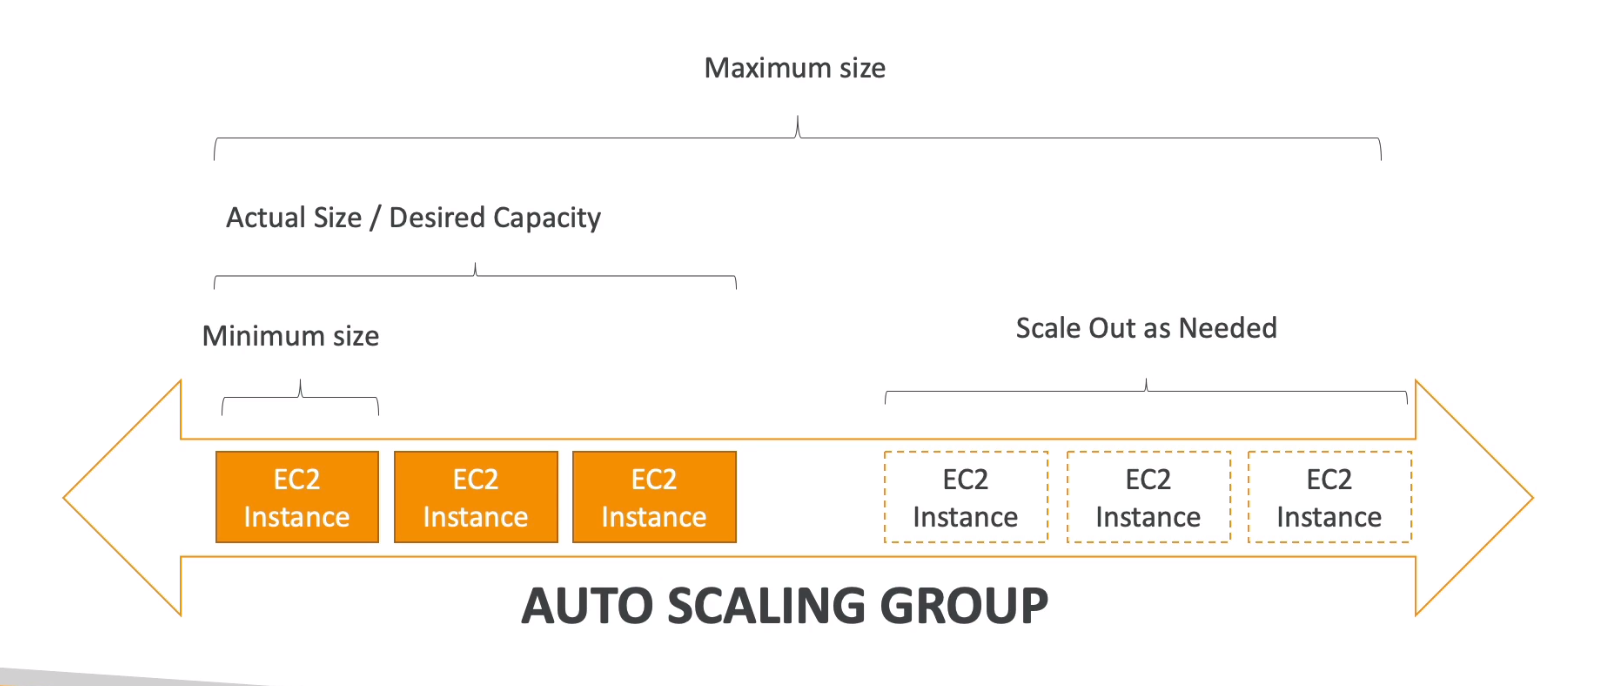 Maximum size
Actual Size / Desired Capacity
Minimum size
Scale Out as Needed
EC2
Instance
EC2
Instance
EC2
Instance
EC2
Instance
EC2
Instance
EC2
Instance
AUTO SCALING GROUP